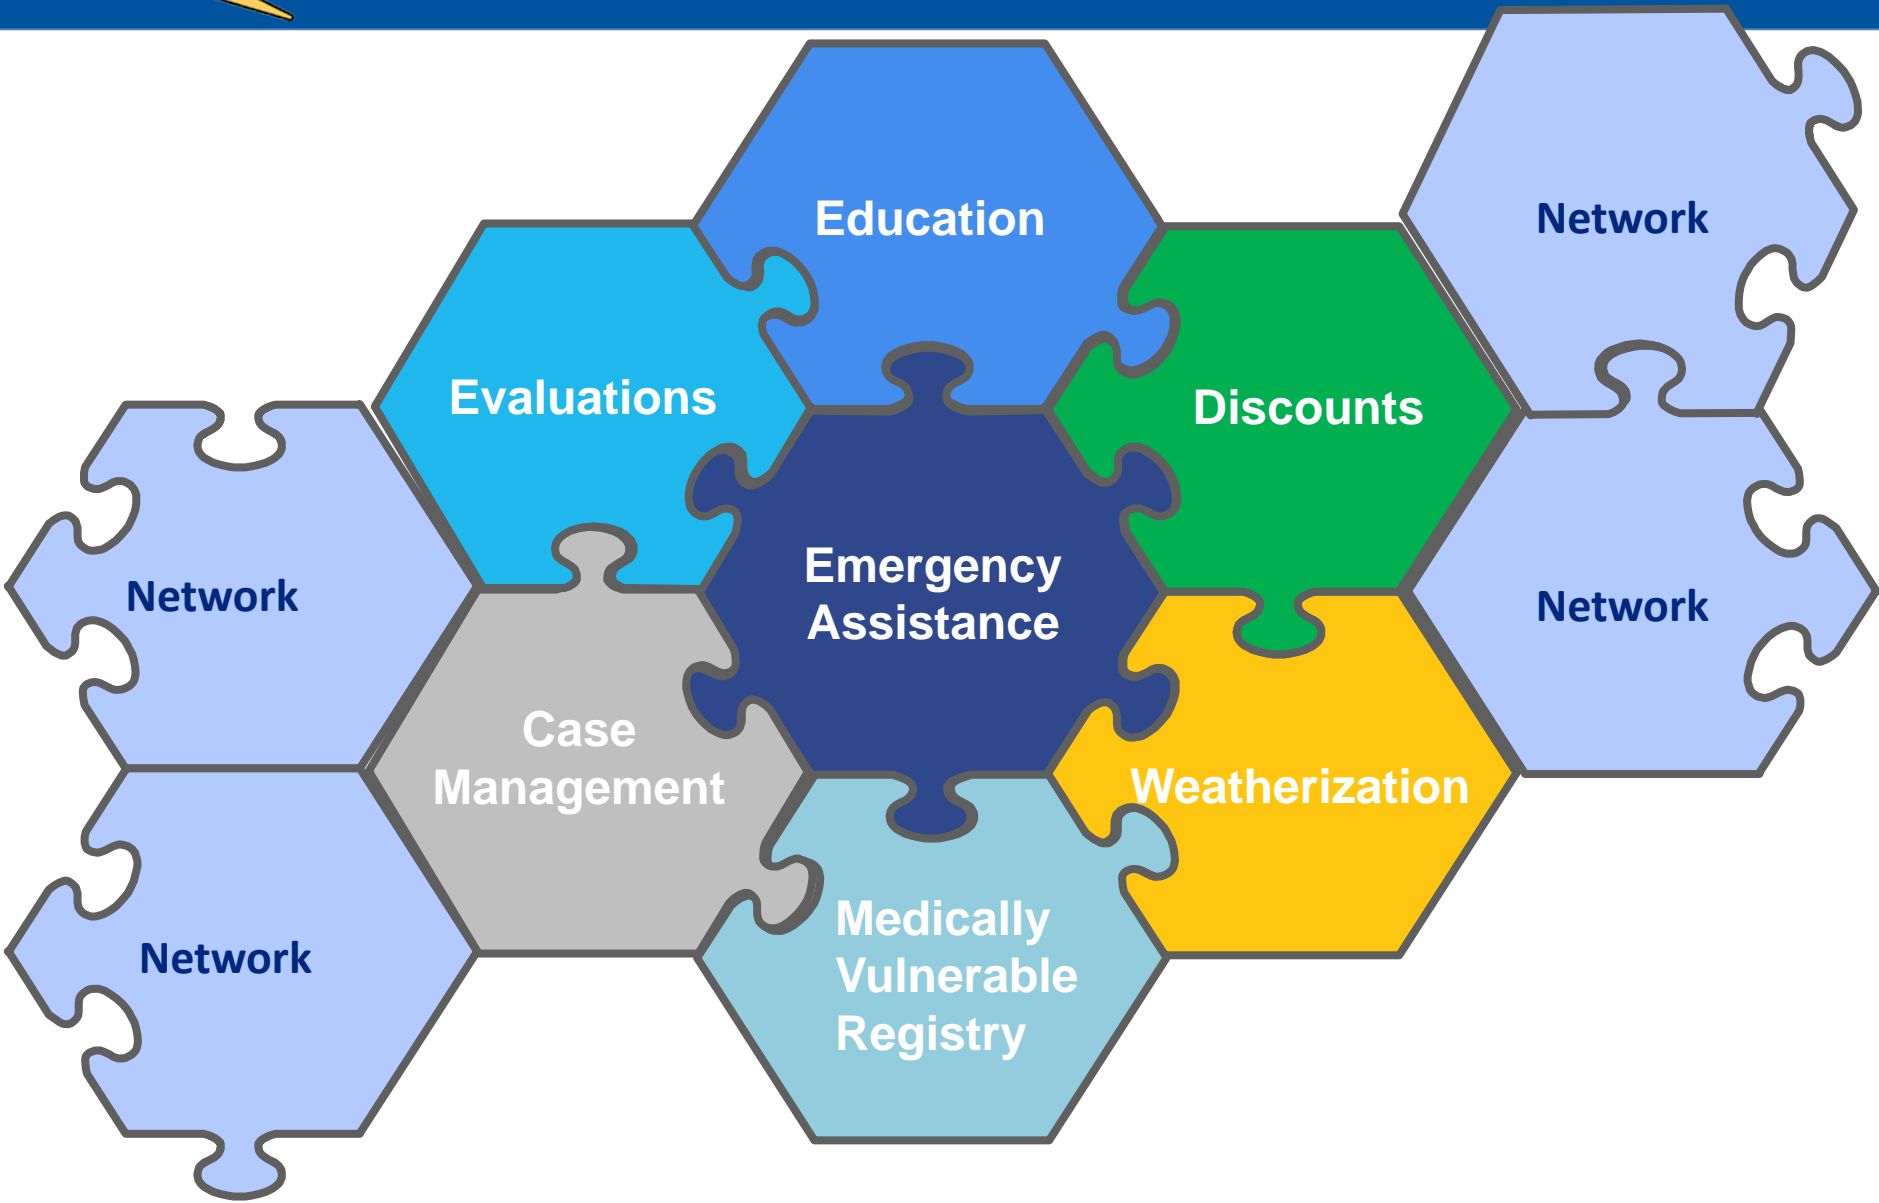 Education
Network
Evaluations
Discounts
Emergency
Assistance
Network
Network
Case
Management
Weatherization
Network
Medically
Vulnerable
Registry